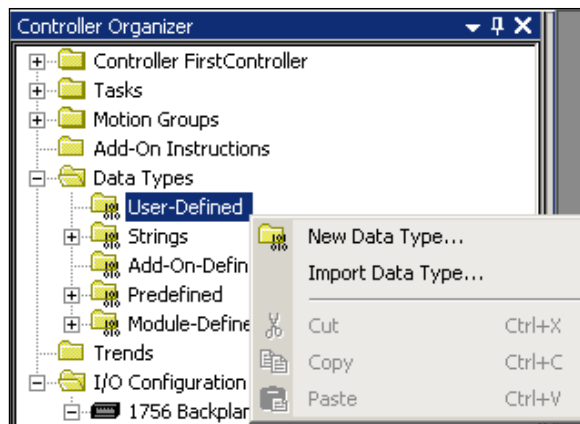 Controller Organizer
Controller FirstController
Tasks
Motion Groups
Add-On Instructions
Data Types
User-Defined
Strings
Add-On-Defin
Predefined
Module-Define
Trends
I/O Configuration
1756 Backplan
New Data Type...
Import Data Type...
Cut Ctrl+X
Copy Ctrl+C
Paste Ctrl+V